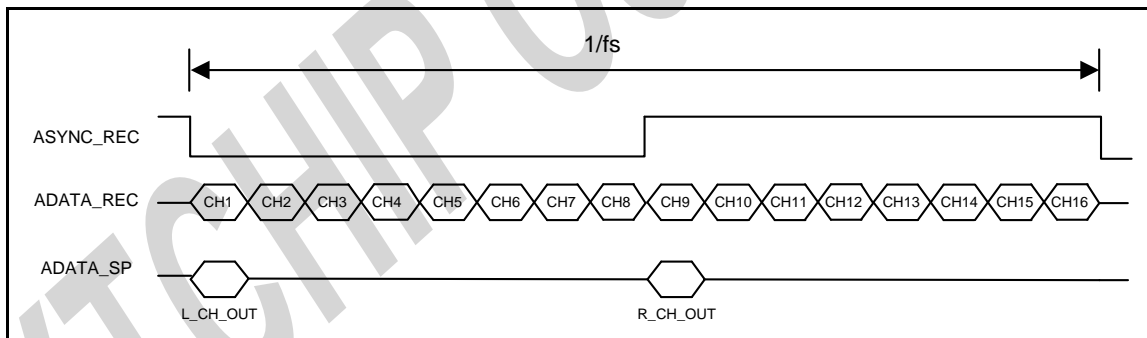 1/fs
ASYNC_REC
ADATA_REC CH1 CH2 CH3 CH4 CH5 CH6 CH7 CH8 CH9 CH10 CH11 CH12 CH13 CH14 CH15 CH16
ADATA_SP
L_CH_OUT R_CH_OUT